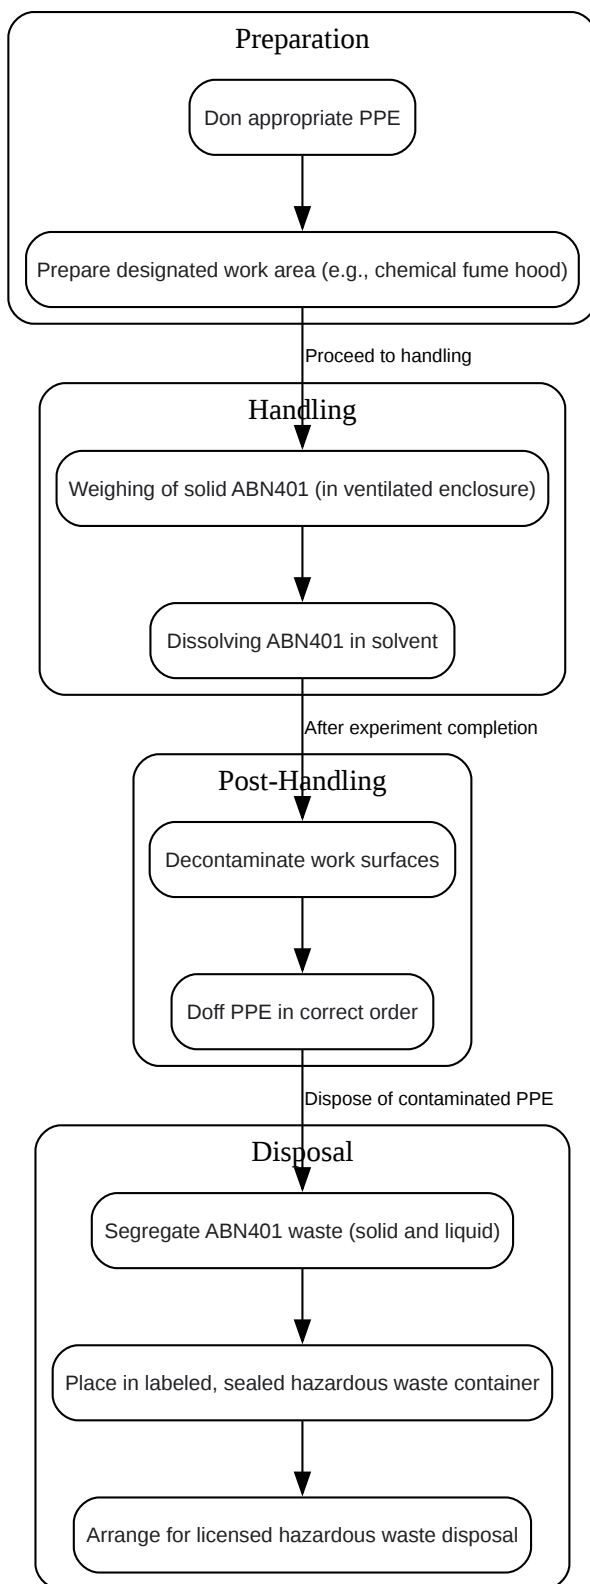 Preparation
Don appropriate PPE
Prepare designated work area (e.g., chemical fume hood)
Proceed to handling
Handling
Weighing of solid ABN401 (in ventilated enclosure)
Dissolving ABN401 in solvent
After experiment completion
Post-Handling
Decontaminate work surfaces
Doff PPE in correct order
Dispose of contaminated PPE
Disposal
Segregate ABN401 waste (solid and liquid)
Place in labeled, sealed hazardous waste container
Arrange for licensed hazardous waste disposal